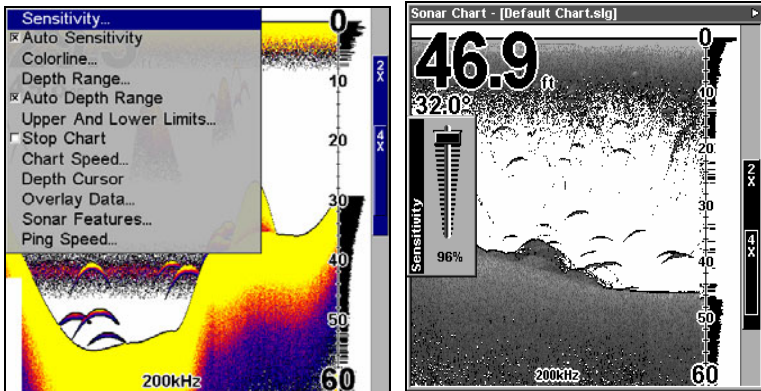 Sensitivity...
Auto Sensitivity
Colorline...
Depth Range...
Auto Depth Range
Upper And Lower Limits...
Stop Chart
Chart Speed...
Depth Cursor
Overlay Data...
Sonar Features...
Ping Speed...
0
10
20
30
40
50
60
2X
4X
200kHz
Sonar Chart - [Default Chart.slg]
46.9 ft
32.0°
Sensitivity
96%
0
10
20
30
40
50
60
2X
4X
200kHz